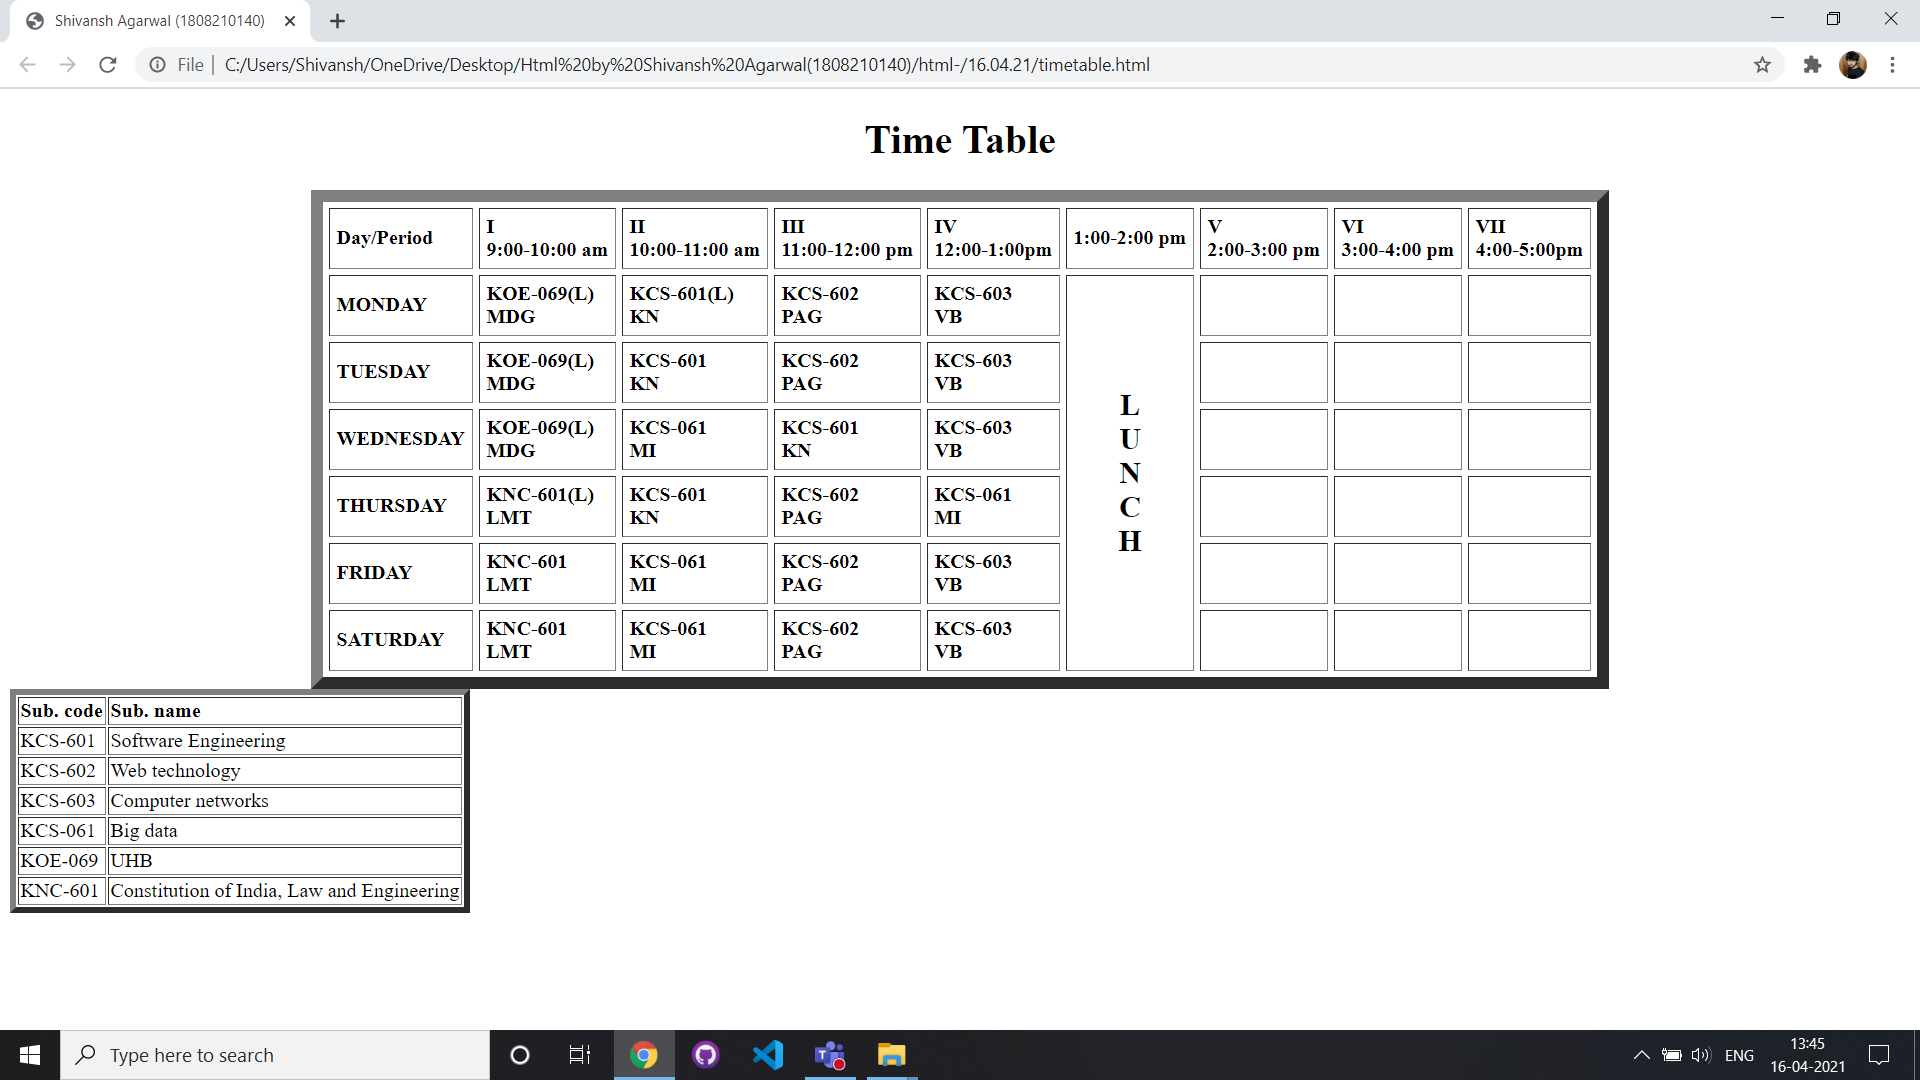 Shivansh Agarwal (1808210140)
File | C:/Users/Shivansh/OneDrive/Desktop/Html%20by%20Shivansh%20Agarwal(1808210140)/html-/16.04.21/timetable.html
Time Table
Day/Period I 9:00-10:00 am II 10:00-11:00 am III 11:00-12:00 pm IV 12:00-1:00pm 1:00-2:00 pm V 2:00-3:00 pm VI 3:00-4:00 pm VII 4:00-5:00pm
MONDAY KOE-069(L) MDG KCS-601(L) KN KCS-602 PAG KCS-603 VB
TUESDAY KOE-069(L) MDG KCS-601 KN KCS-602 PAG KCS-603 VB
WEDNESDAY KOE-069(L) MDG KCS-061 MI KCS-601 KN KCS-603 VB
THURSDAY KNC-601(L) LMT KCS-601 KN KCS-602 PAG KCS-061 MI
FRIDAY KNC-601 LMT KCS-061 MI KCS-602 PAG KCS-603 VB
SATURDAY KNC-601 LMT KCS-061 MI KCS-602 PAG KCS-603 VB
L
U
N
C
H
Sub. code Sub. name
KCS-601 Software Engineering
KCS-602 Web technology
KCS-603 Computer networks
KCS-061 Big data
KOE-069 UHB
KNC-601 Constitution of India, Law and Engineering
Type here to search
ENG
13:45
16-04-2021